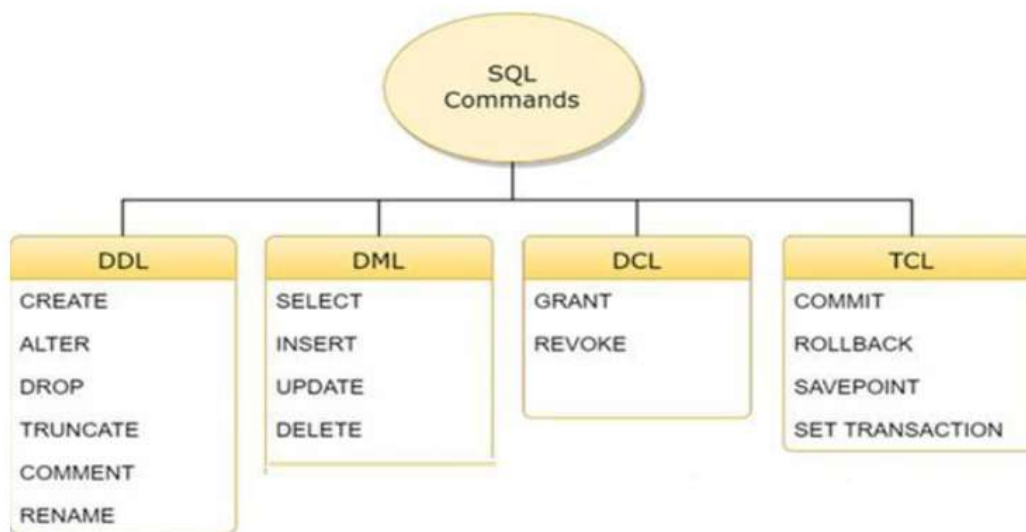 SQL
Commands
DDL
CREATE
ALTER
DROP
TRUNCATE
COMMENT
RENAME
DML
SELECT
INSERT
UPDATE
DELETE
DCL
GRANT
REVOKE
TCL
COMMIT
ROLLBACK
SAVEPOINT
SET TRANSACTION